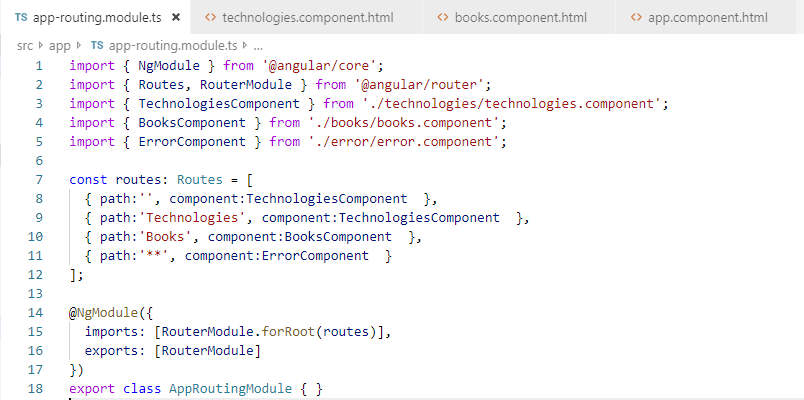 TS app-routing.module.ts × <> technologies.component.html <> books.component.html <> app.component.html
src > app > TS app-routing.module.ts > ...
1 import { NgModule } from '@angular/core';
2 import { Routes, RouterModule } from '@angular/router';
3 import { TechnologiesComponent } from './technologies/technologies.component';
4 import { BooksComponent } from './books/books.component';
5 import { ErrorComponent } from './error/error.component';
6
7 const routes: Routes = [
8   { path:'', component:TechnologiesComponent  },
9   { path:'Technologies', component:TechnologiesComponent  },
10   { path:'Books', component:BooksComponent  },
11   { path:'**', component:ErrorComponent  }
12 ];
13
14 @NgModule({
15   imports: [RouterModule.forRoot(routes)],
16   exports: [RouterModule]
17 })
18 export class AppRoutingModule { }